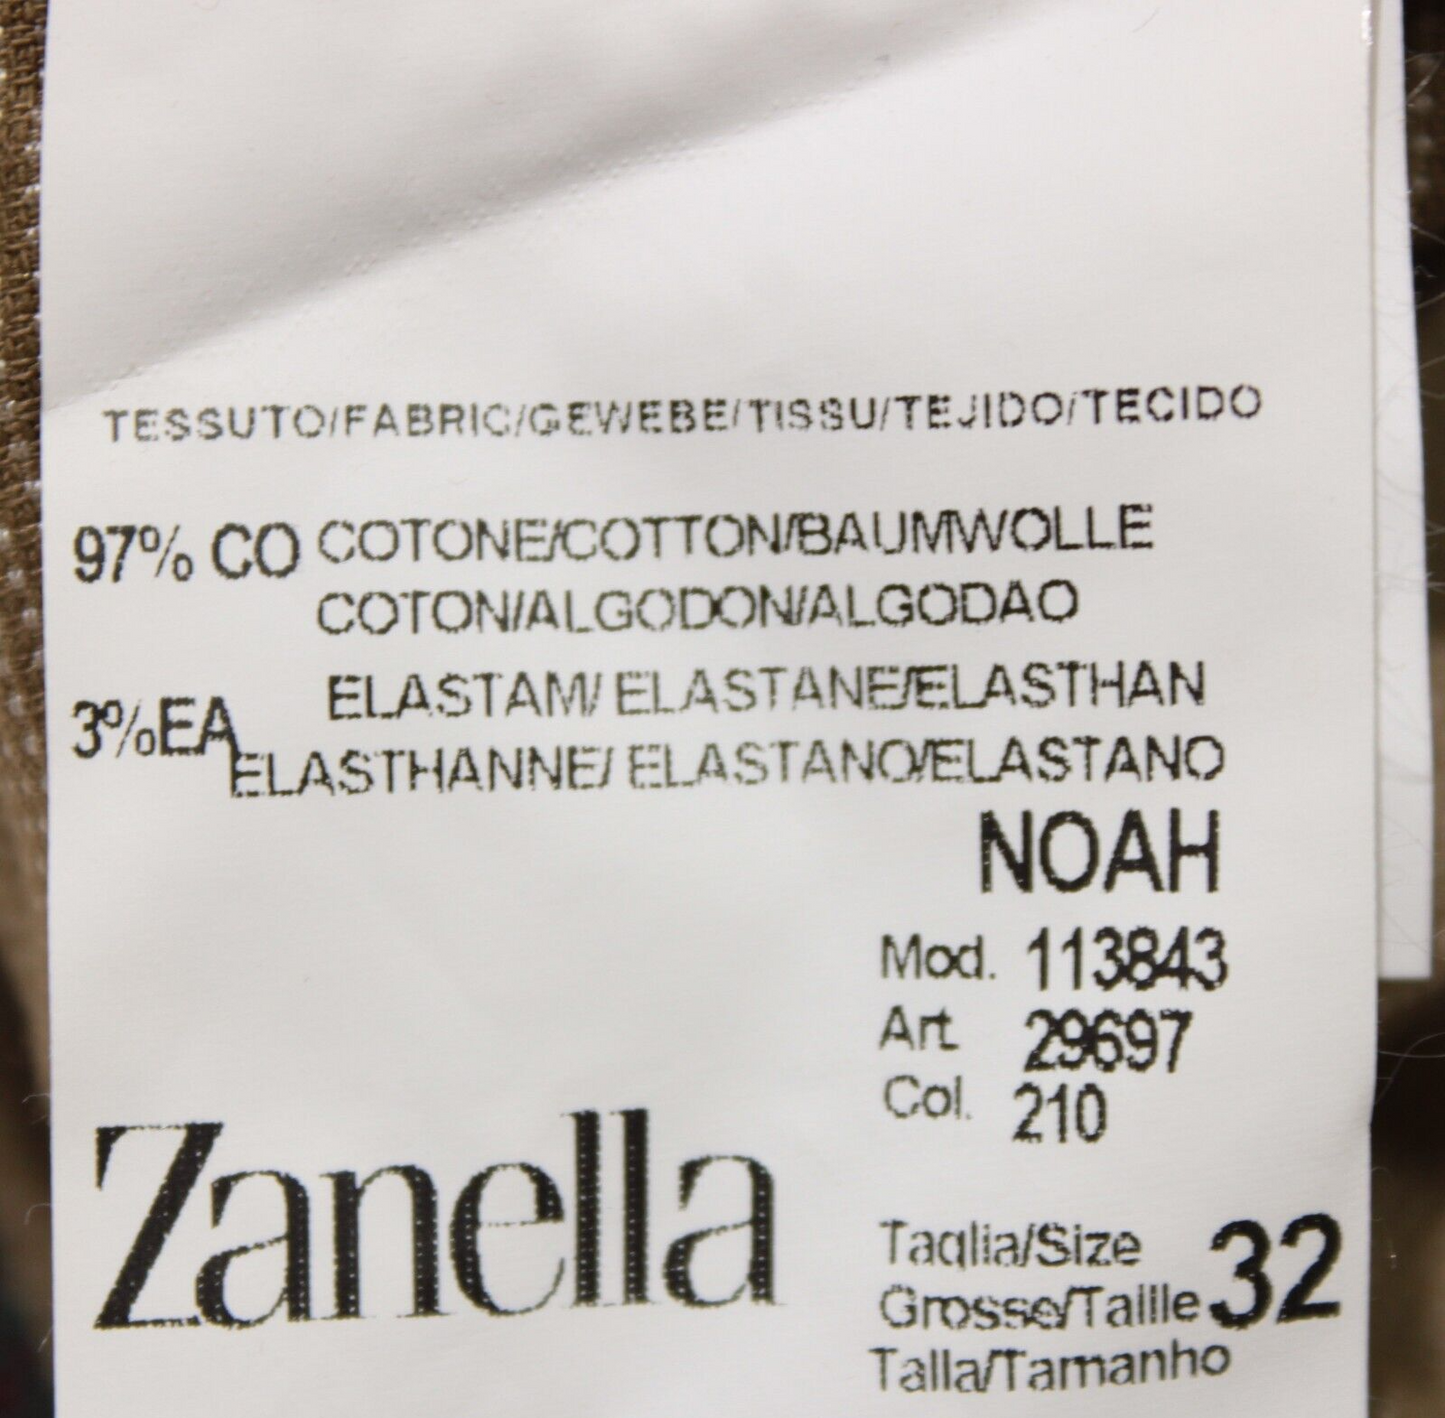 TESSUTO/FABRIC/GEWEBE/TISSU/TEJIDO/TECIDO
97% CO COTONE/COTTON/BAUMWOLLE
COTON/ALGODON/ALGODAO
3%EA ELASTAM/ ELASTANE/ELASTHAN
ELASTHANNE/ ELASTANO/ELASTANO
NOAH
Mod. 113843
Art. 29697
Col. 210
Zanella
Taglia/Size
Grosse/Taille 32
Talla/Tamanho